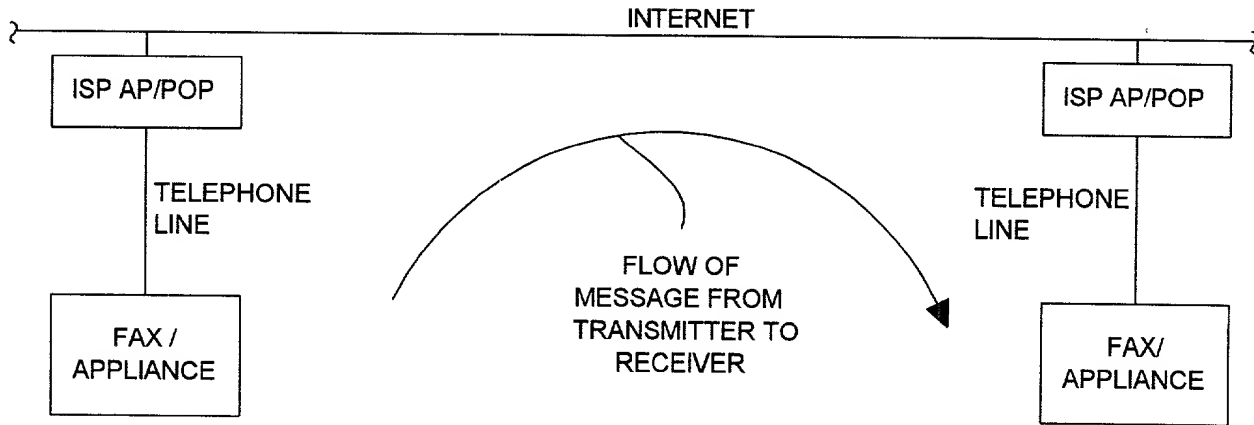 INTERNET
ISP AP/POP
ISP AP/POP
TELEPHONE
LINE
TELEPHONE
LINE
FLOW OF
MESSAGE FROM
TRANSMITTER TO
RECEIVER
FAX /
APPLIANCE
FAX/
APPLIANCE